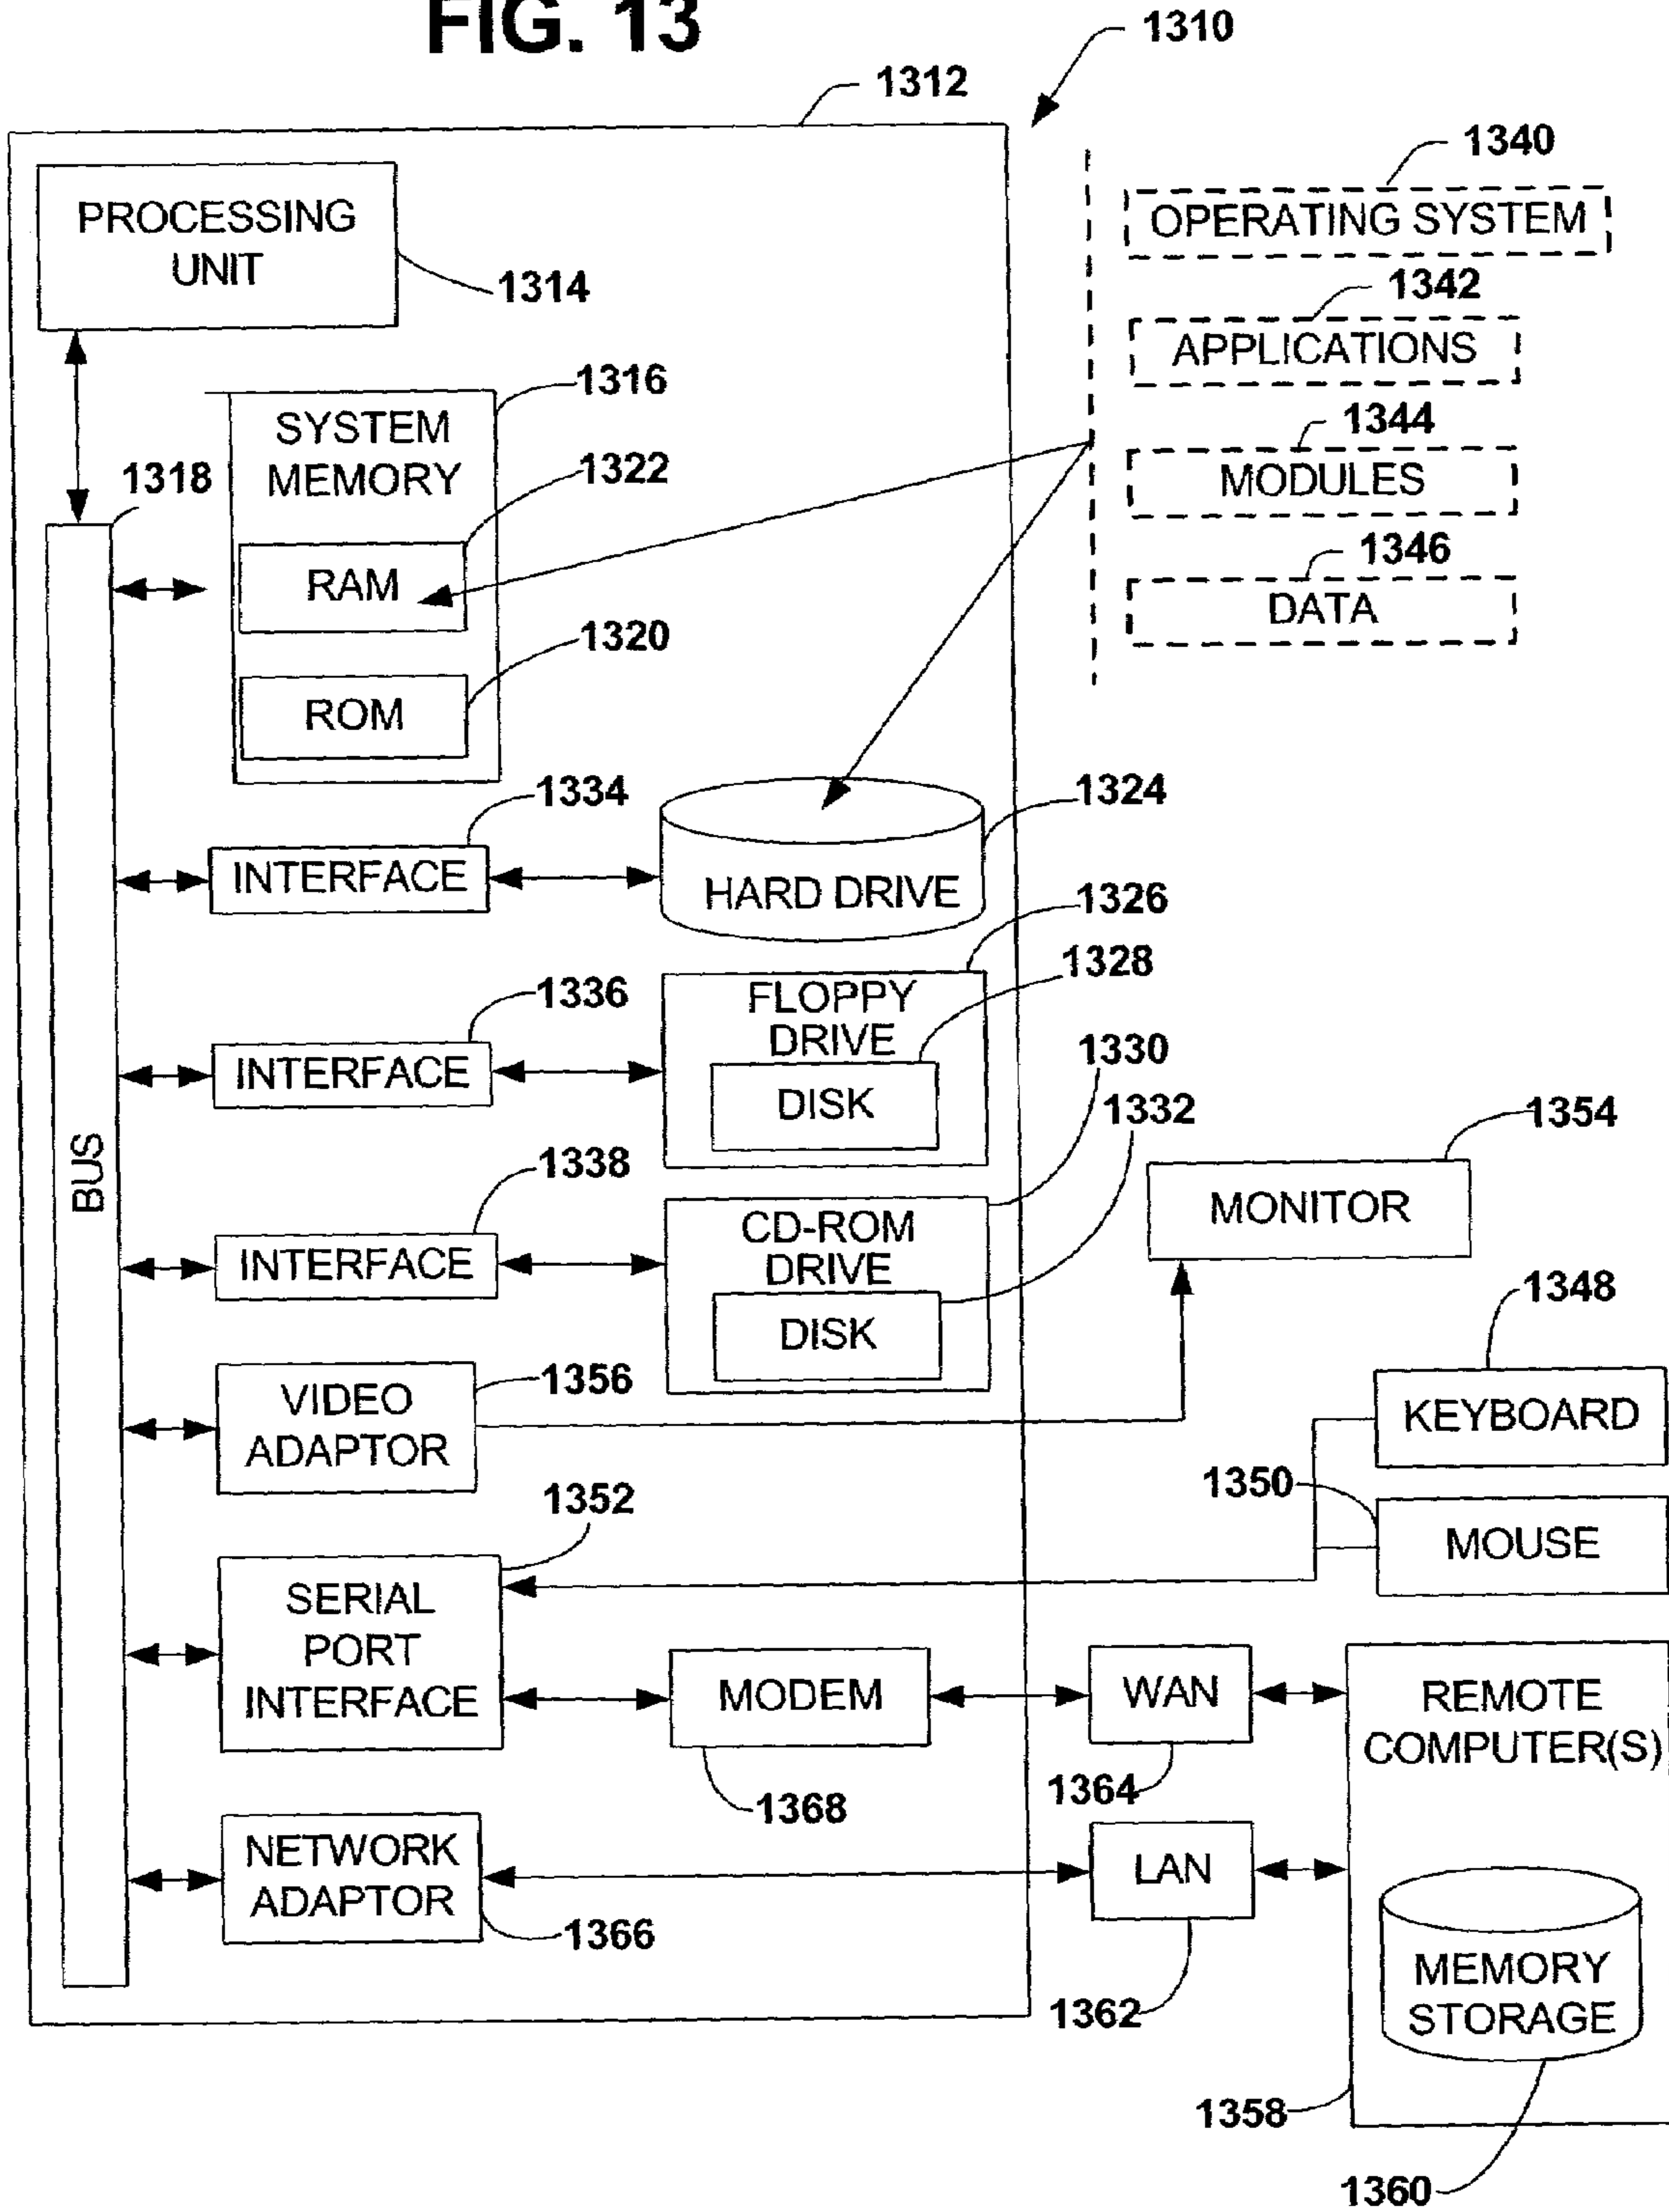 FIG. 13
1310
1312
PROCESSING
UNIT
1314
1340
OPERATING SYSTEM
1342
APPLICATIONS
1344
MODULES
1346
DATA
1316
SYSTEM
MEMORY
1322
RAM
1320
ROM
1318
BUS
1334
INTERFACE
1324
HARD DRIVE
1326
1328
1336
INTERFACE
FLOPPY
DRIVE
DISK
1330
1332
1338
INTERFACE
CD-ROM
DRIVE
DISK
1354
MONITOR
1348
KEYBOARD
1350
MOUSE
1356
VIDEO
ADAPTOR
1352
SERIAL
PORT
INTERFACE
MODEM
1368
WAN
1364
REMOTE
COMPUTER(S)
NETWORK
ADAPTOR
1366
LAN
1362
MEMORY
STORAGE
1358
1360